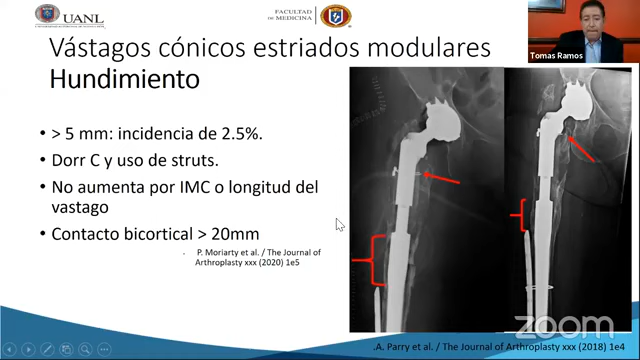 UANL
FACULTAD
DE MEDICINA
Tomas Ramos
Vástagos cónicos estriados modulares
Hundimiento
• > 5 mm: incidencia de 2.5%.
• Dorr C y uso de struts.
• No aumenta por IMC o longitud del
vastago
• Contacto bicortical > 20mm
P. Moriarty et al. / The Journal of
Arthroplasty xxx (2020) 1e5
zoom
.A. Parry et al. / The Journal of Arthroplasty xxx (2018) 1e4